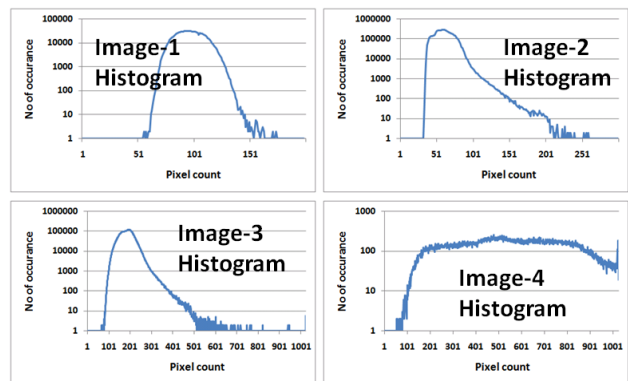 100000
10000
1000
100
10
1
No of occurance
Image-1
Histogram
1 51 101 151
Pixel count
1000000
100000
10000
1000
100
10
1
No of occurance
Image-2
Histogram
1 51 101 151 201 251
Pixel count
1000000
100000
10000
1000
100
10
1
No of occurance
Image-3
Histogram
1 101 201 301 401 501 601 701 801 901 1001
Pixel count
1000
100
10
1
No of occurance
Image-4
Histogram
1 101 201 301 401 501 601 701 801 901 1001
Pixel count